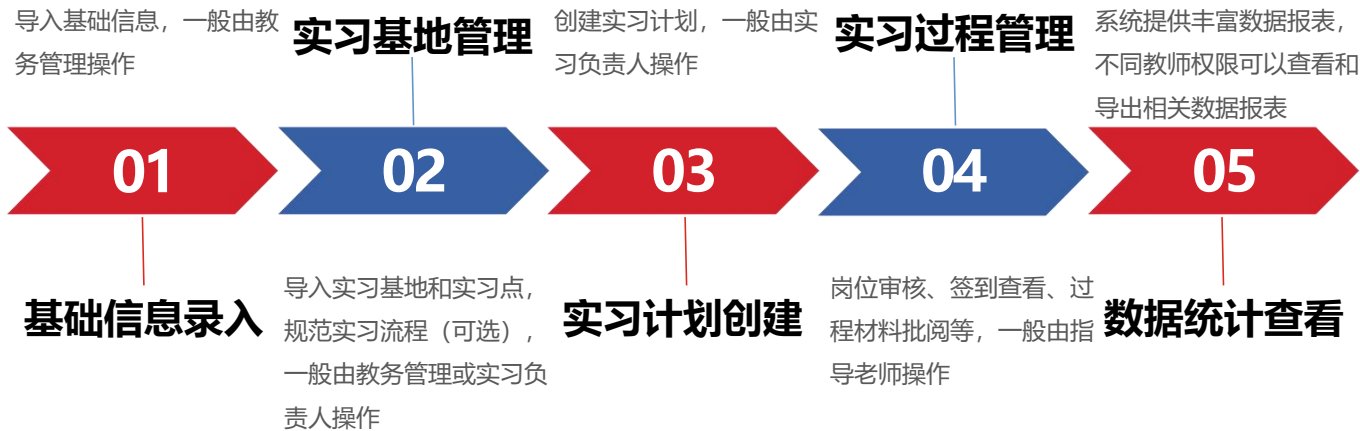 导入基础信息，一般由教
务管理操作
01
基础信息录入
实习基地管理
02
导入实习基地和实习点，
规范实习流程（可选），
一般由教务管理或实习负
责人操作
创建实习计划，一般由实
习负责人操作
03
实习计划创建
实习过程管理
04
岗位审核、签到查看、过
程材料批阅等，一般由指
导老师操作
系统提供丰富数据报表，
不同教师权限可以查看和
导出相关数据报表
05
数据统计查看